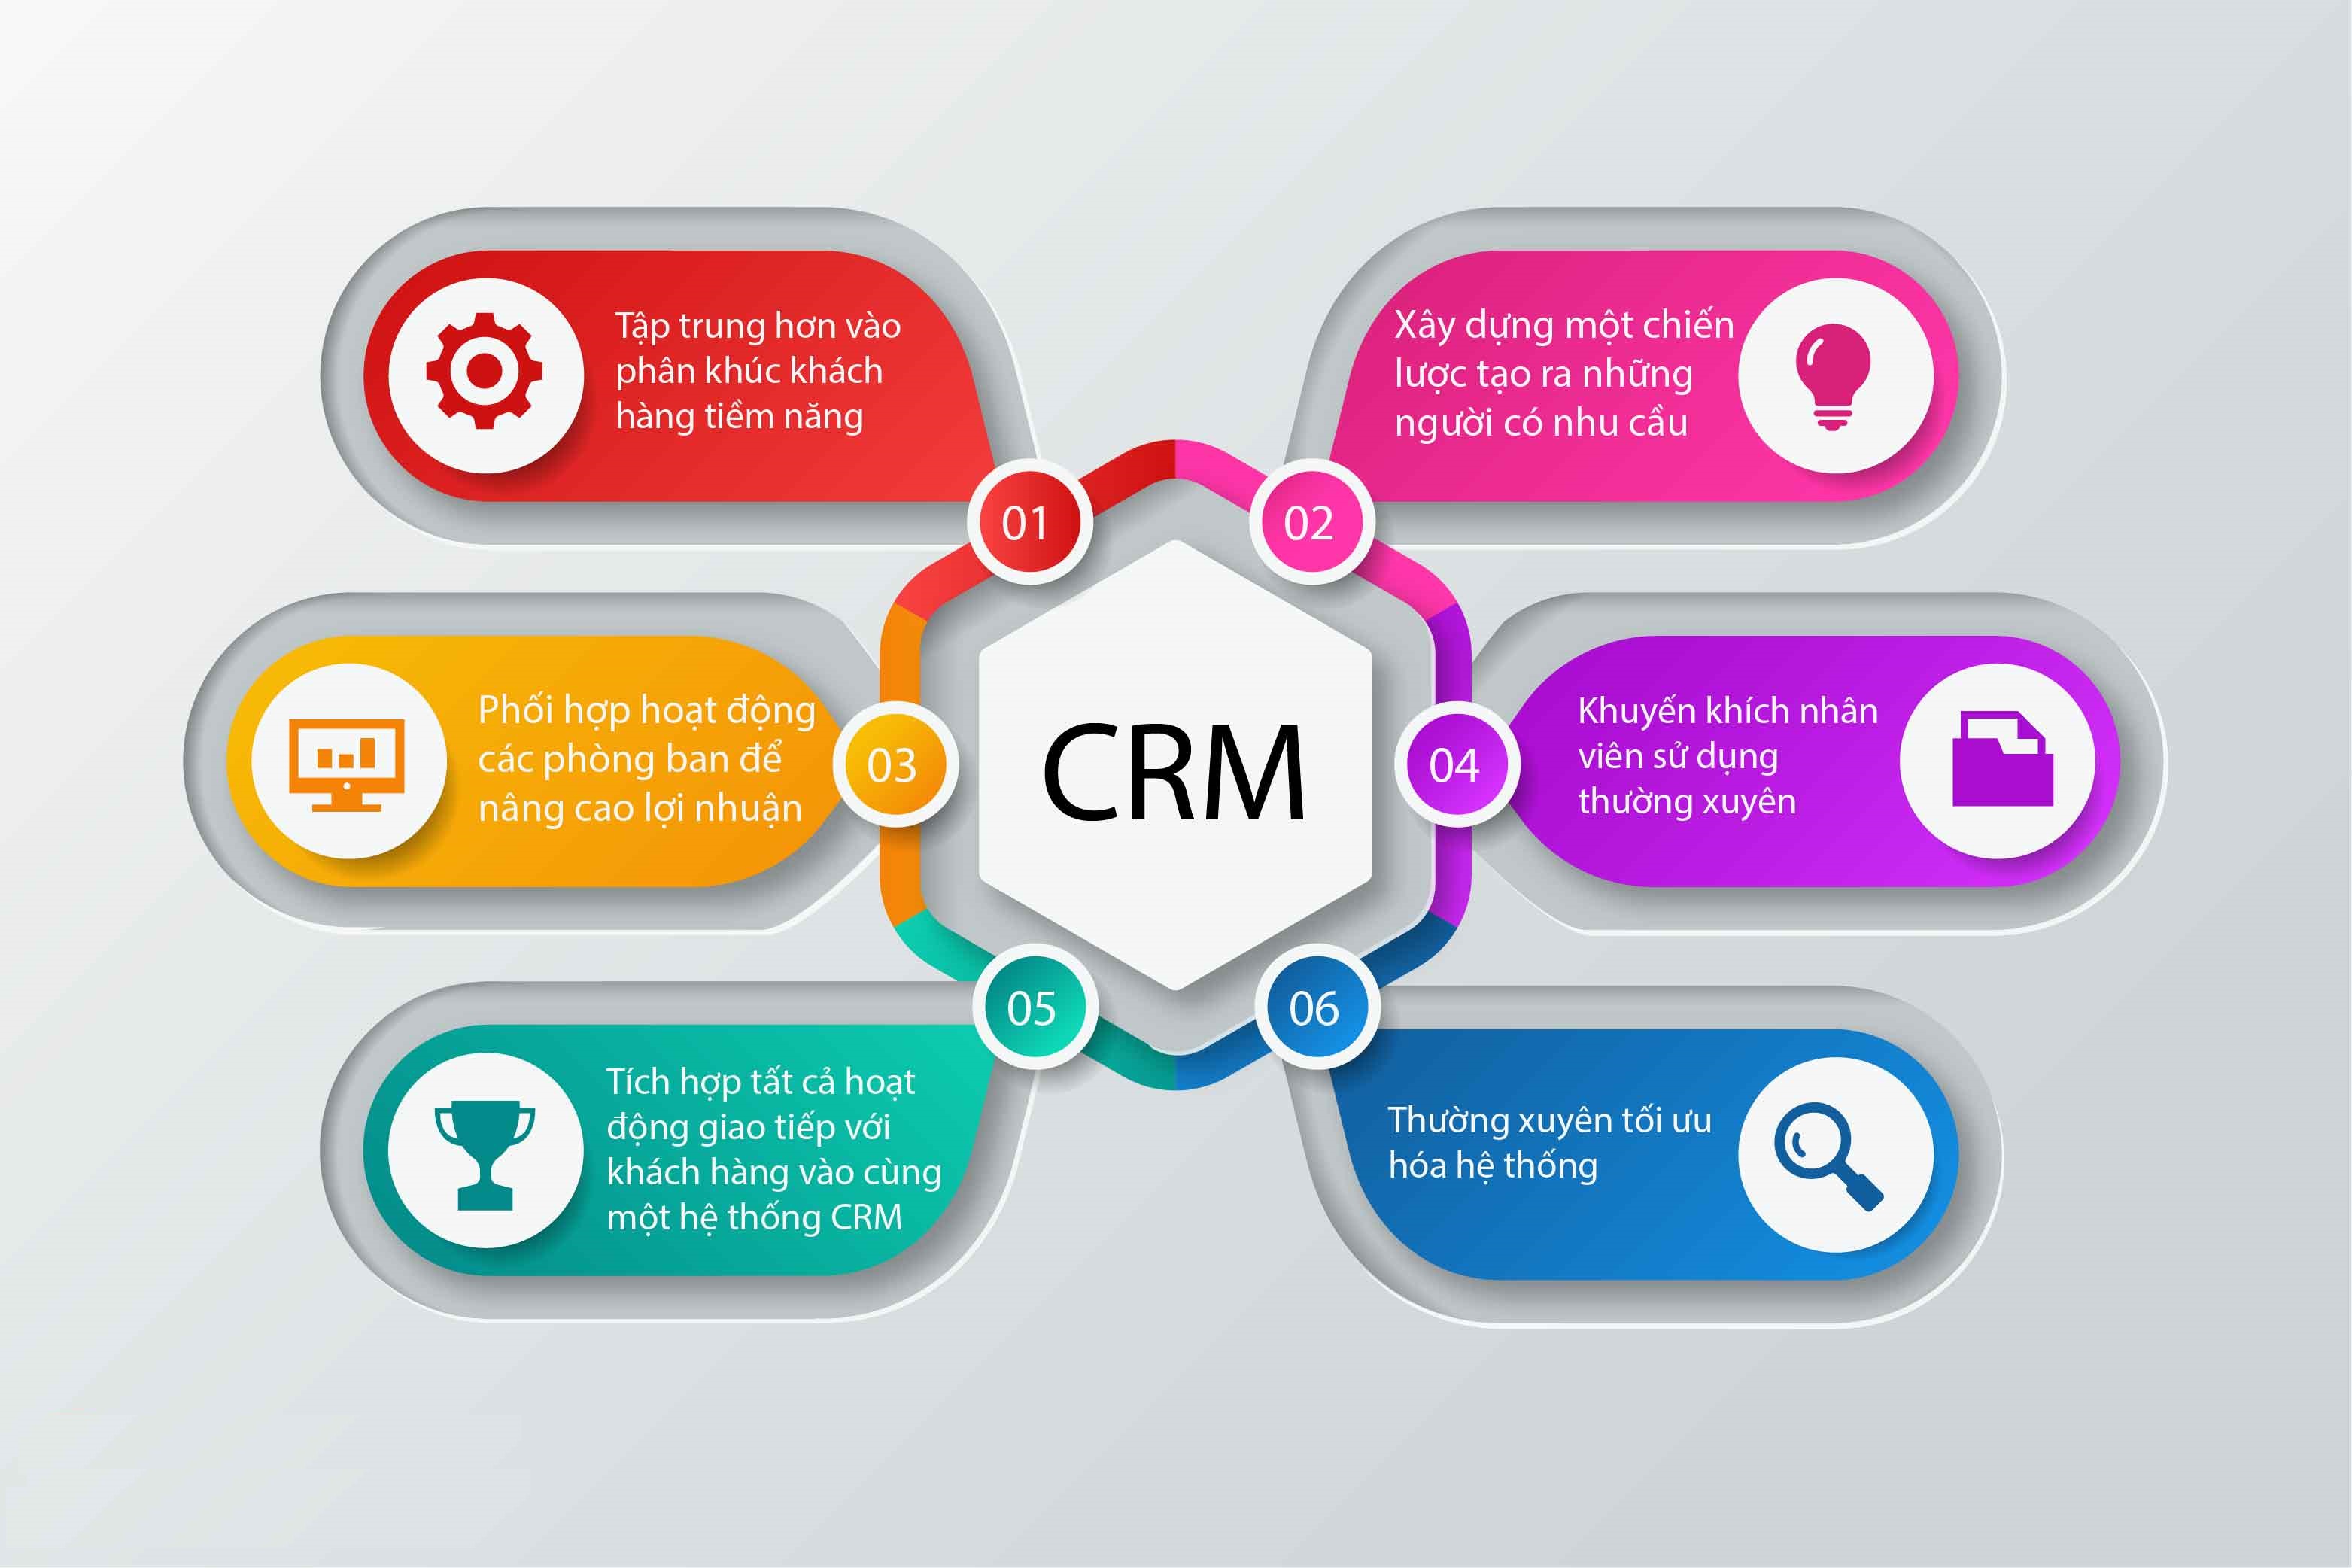 Tập trung hơn vào
phân khúc khách
hàng tiềm năng
01
Xây dựng một chiến
lược tạo ra những
người có nhu cầu
02
Phối hợp hoạt động
các phòng ban để
nâng cao lợi nhuận
03
CRM
04
Khuyến khích nhân
viên sử dụng
thường xuyên
05
Tích hợp tất cả hoạt
động giao tiếp với
khách hàng vào cùng
một hệ thống CRM
06
Thường xuyên tối ưu
hóa hệ thống